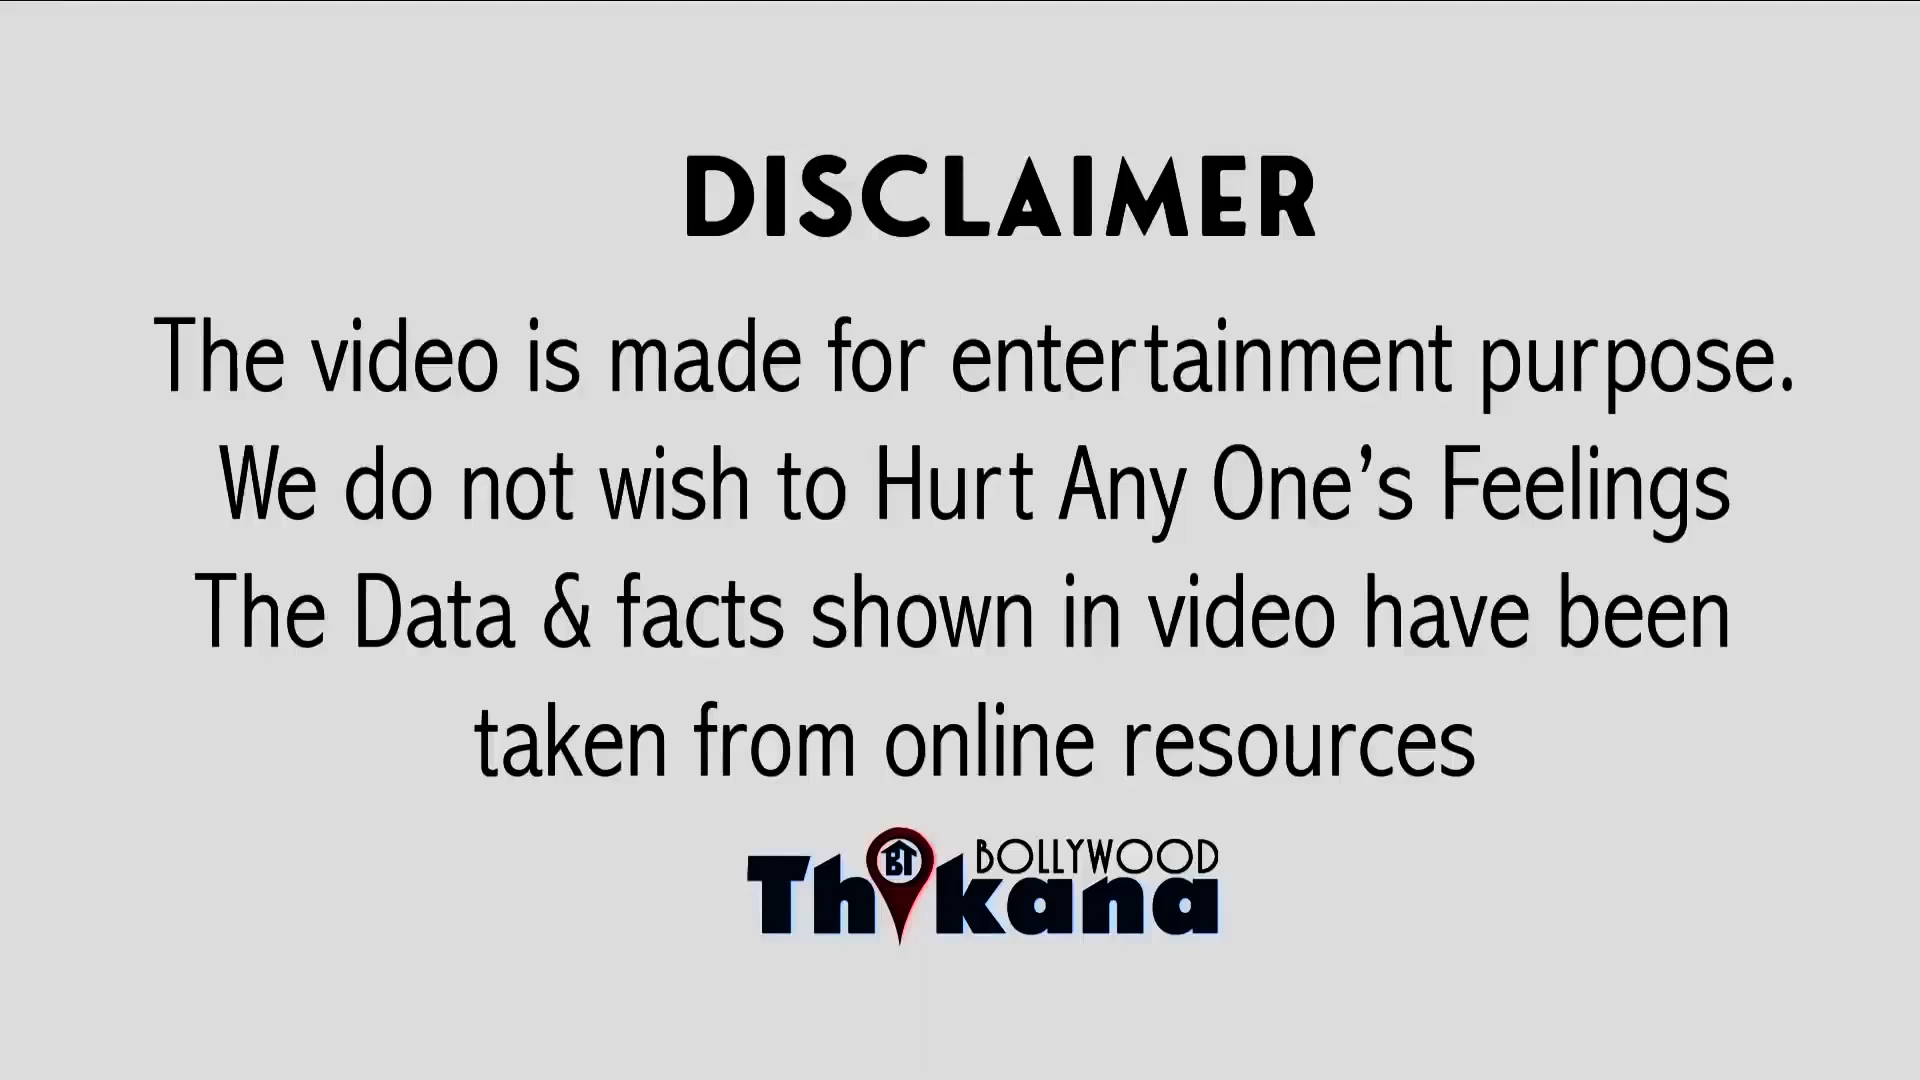 DISCLAIMER
The video is made for entertainment purpose.
We do not wish to Hurt Any One’s Feelings
The Data & facts shown in video have been
taken from online resources
BOLLYWOOD
BT
Thikana